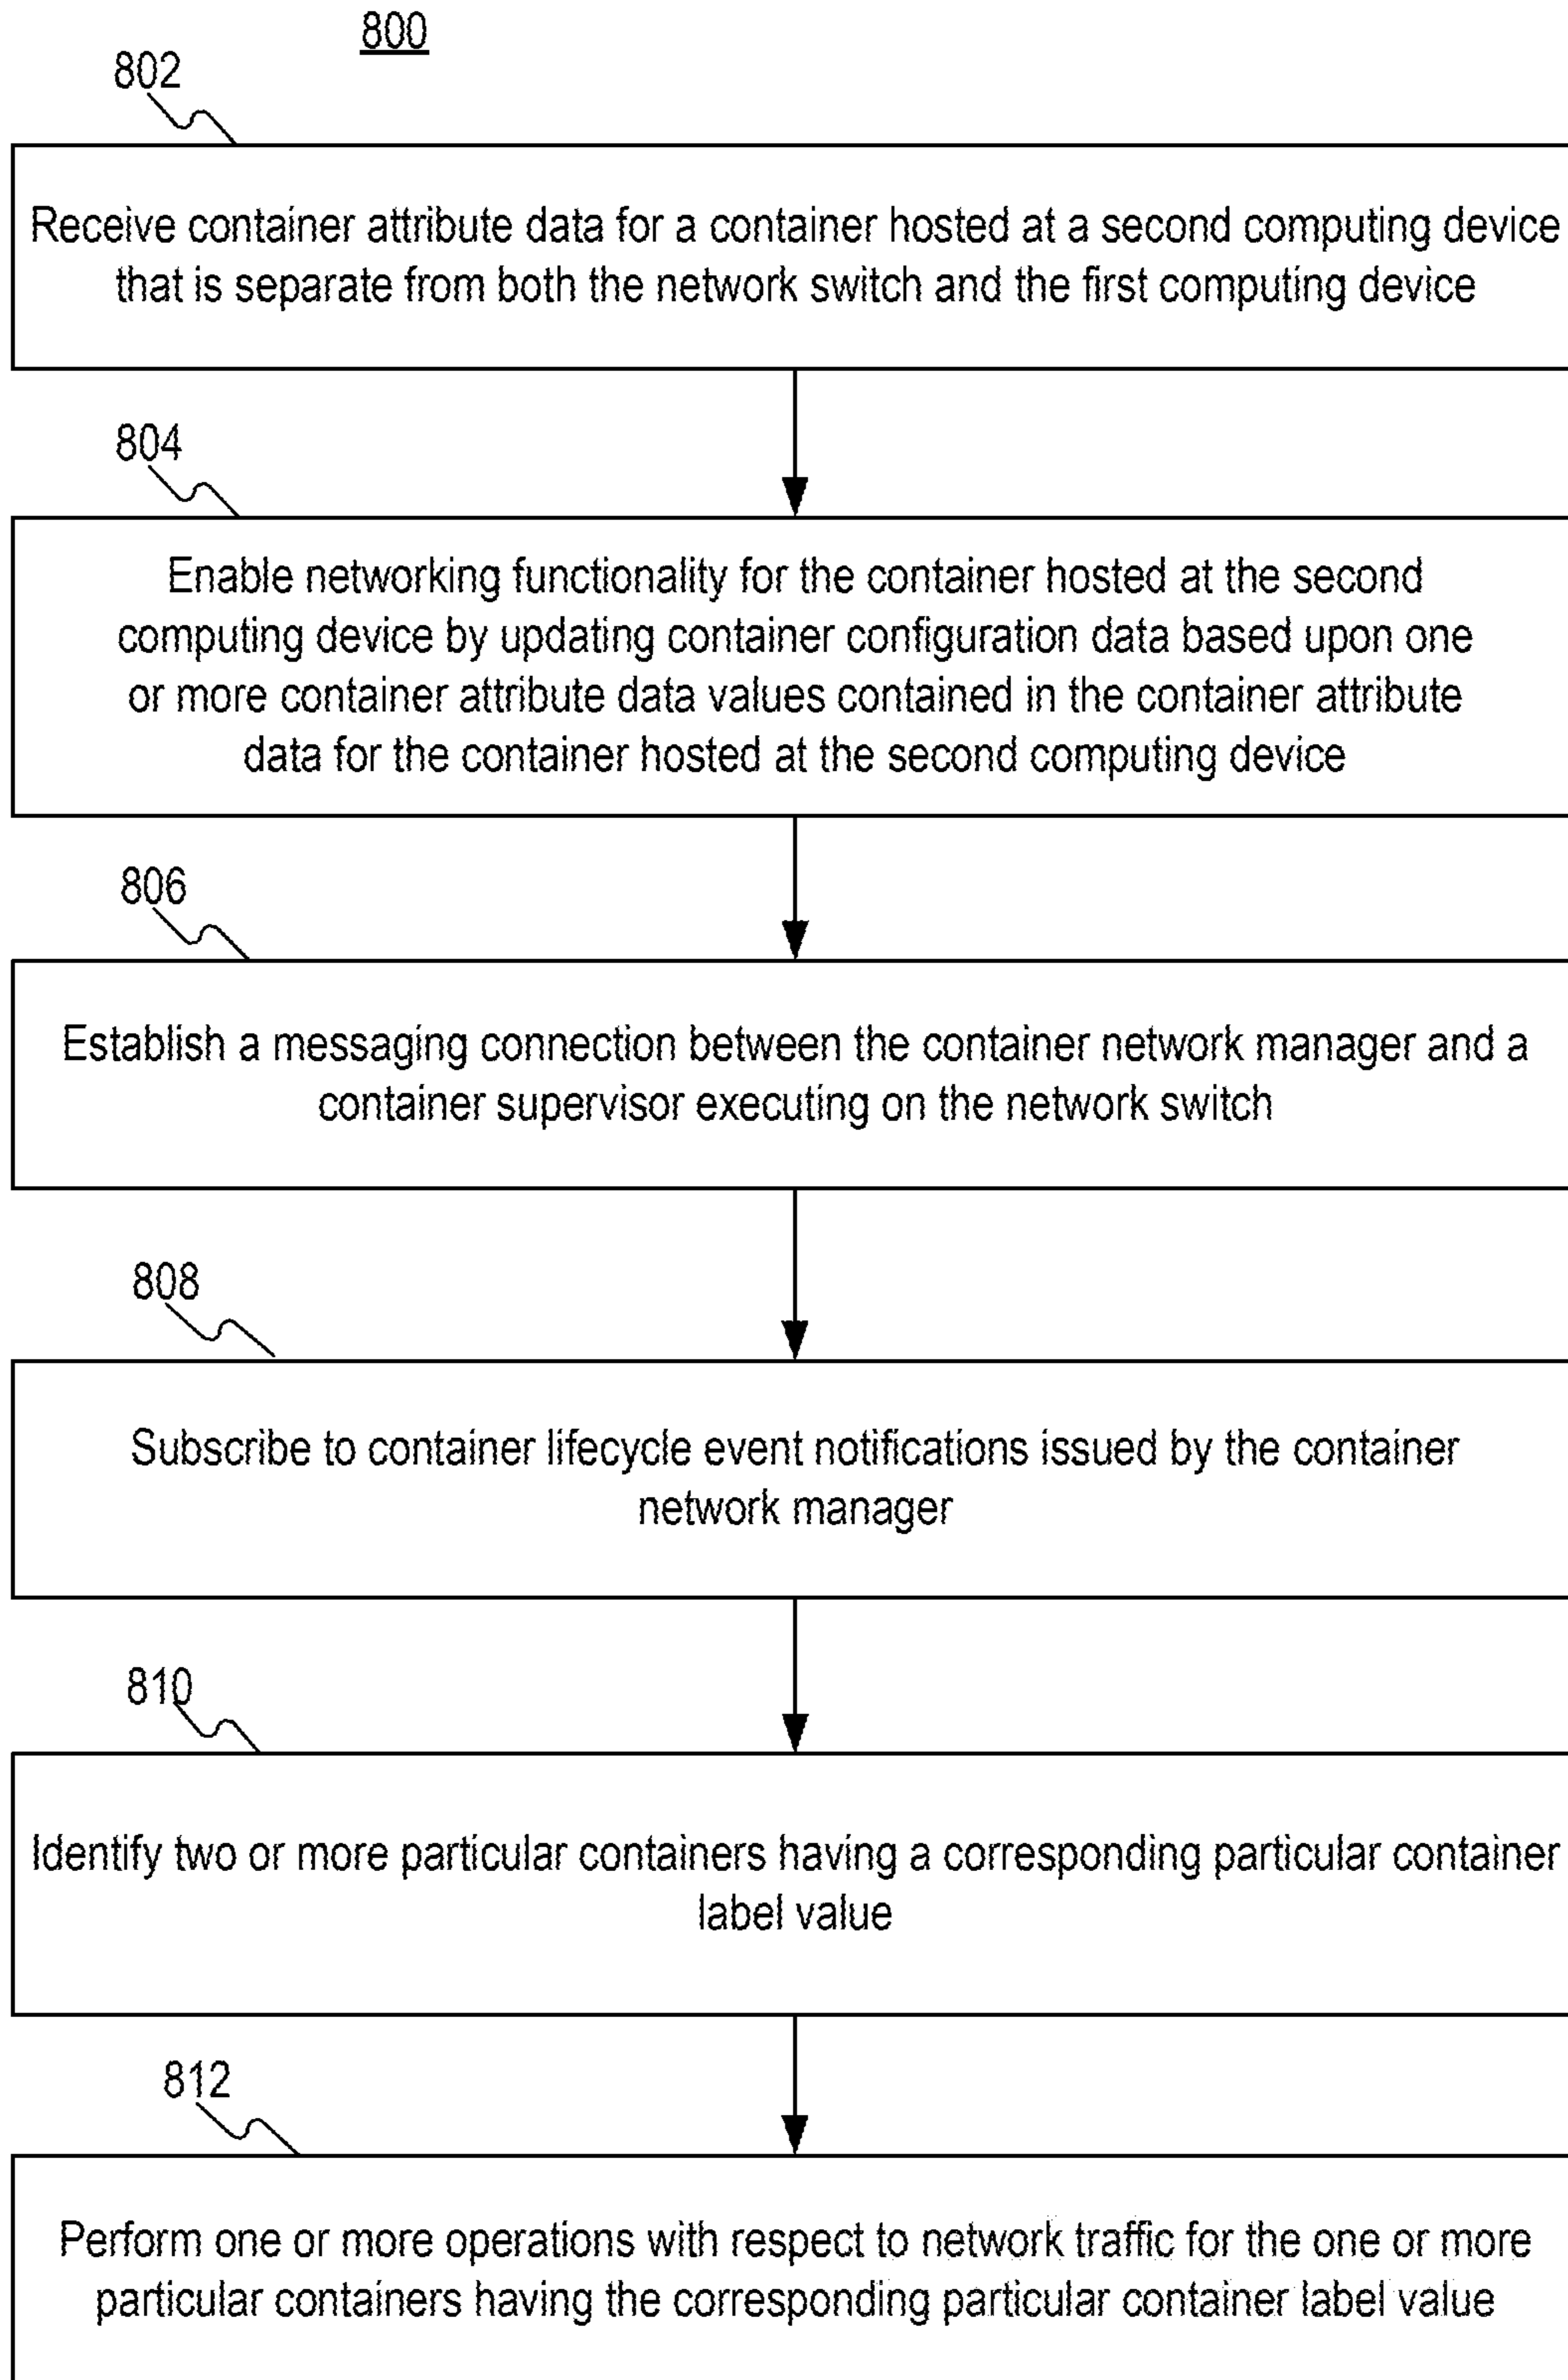 800
802
Receive container attribute data for a container hosted at a second computing device
that is separate from both the network switch and the first computing device
804
Enable networking functionality for the container hosted at the second
computing device by updating container configuration data based upon one
or more container attribute data values contained in the container attribute
data for the container hosted at the second computing device
806
Establish a messaging connection between the container network manager and a
container supervisor executing on the network switch
808
Subscribe to container lifecycle event notifications issued by the container
network manager
810
Identify two or more particular containers having a corresponding particular container
label value
812
Perform one or more operations with respect to network traffic for the one or more
particular containers having the corresponding particular container label value